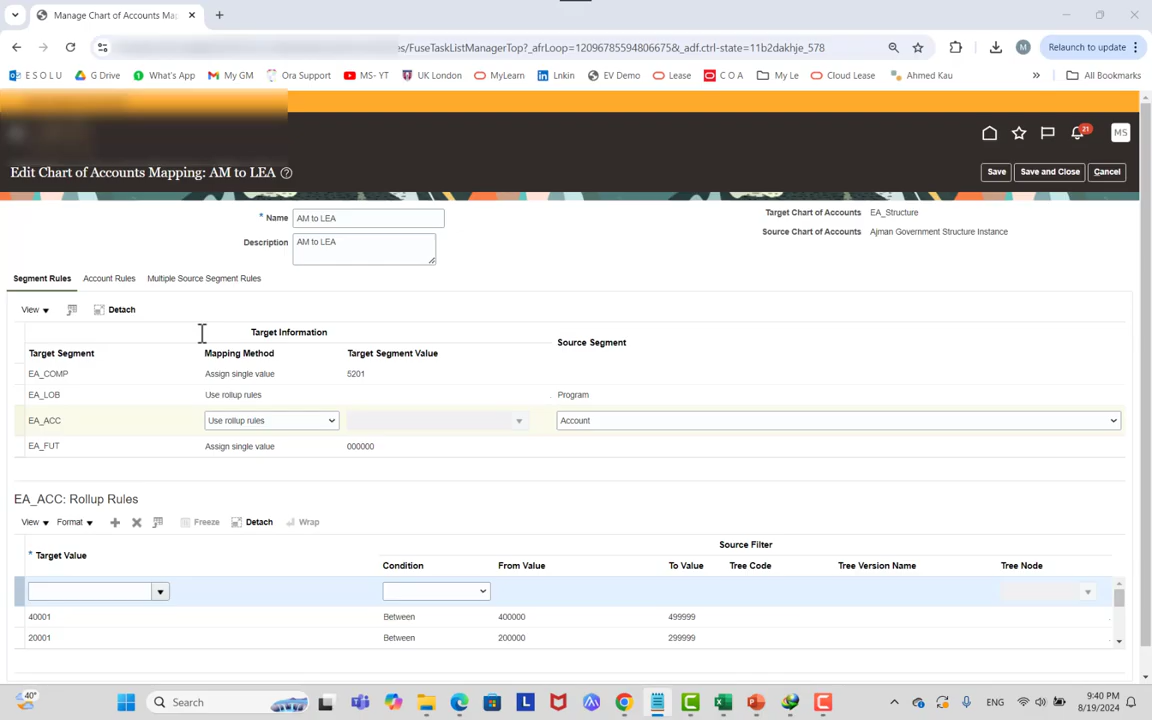 Manage Chart of Accounts Map
es/FuseTaskListManagerTop?_afrLoop=12096785594806675&_adf.ctrl-state=11b2dakhje_578
M
Relaunch to update
E S O L U
G Drive
What's App
My GM
Ora Support
MS- YT
UK London
MyLearn
Lnkin
EV Demo
Lease
C O A
My Le
Cloud Lease
Ahmed Kau
All Bookmarks
21
MS
Edit Chart of Accounts Mapping: AM to LEA
Save
Save and Close
Cancel
* Name AM to LEA
Description AM to LEA
Target Chart of Accounts EA_Structure
Source Chart of Accounts Ajman Government Structure Instance
Segment Rules Account Rules Multiple Source Segment Rules
View Detach
Target Information
Source Segment
Target Segment Mapping Method Target Segment Value
EA_COMP Assign single value 5201
EA_LOB Use rollup rules Program
EA_ACC Use rollup rules Account
EA_FUT Assign single value 000000
EA_ACC: Rollup Rules
View Format Freeze Detach Wrap
Source Filter
* Target Value
Condition From Value To Value Tree Code Tree Version Name Tree Node
40001 Between 400000 499999
20001 Between 200000 299999
40°
Search
L
ENG
9:40 PM
8/19/2024